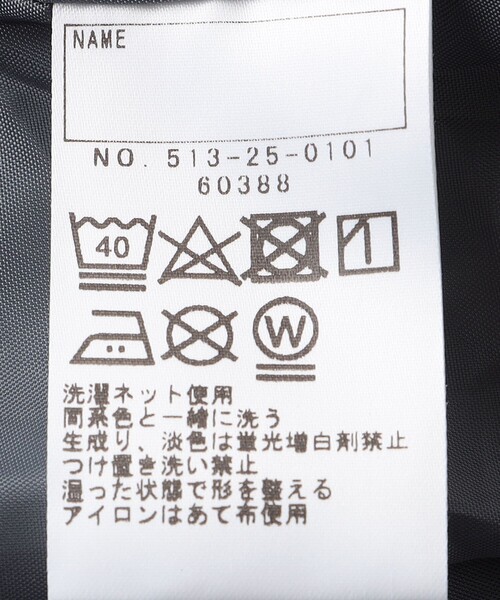 NAME
NO. 513-25-0101
60388
40
W
洗濯ネット使用
同系色と一緒に洗う
生成り、淡色は蛍光増白剤禁止
つけ置き洗い禁止
湿った状態で形を整える
アイロンはあて布使用